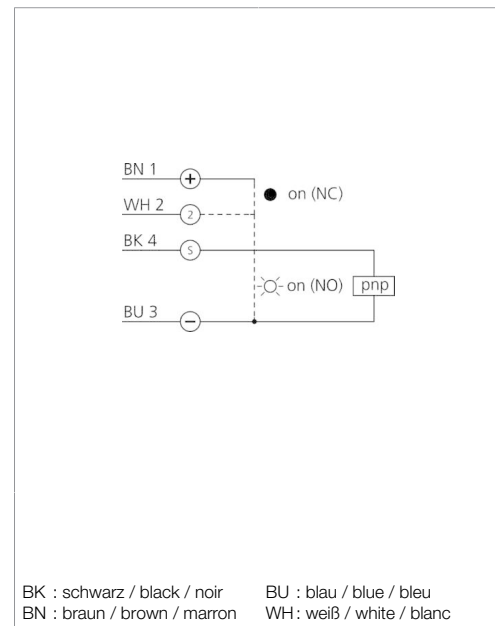 BN 1 +
on (NC)
WH 2 2
BK 4 S
on (NO) pnp
BU 3 −
BK : schwarz / black / noir BU : blau / blue / bleu
BN : braun / brown / marron WH : weiß / white / blanc